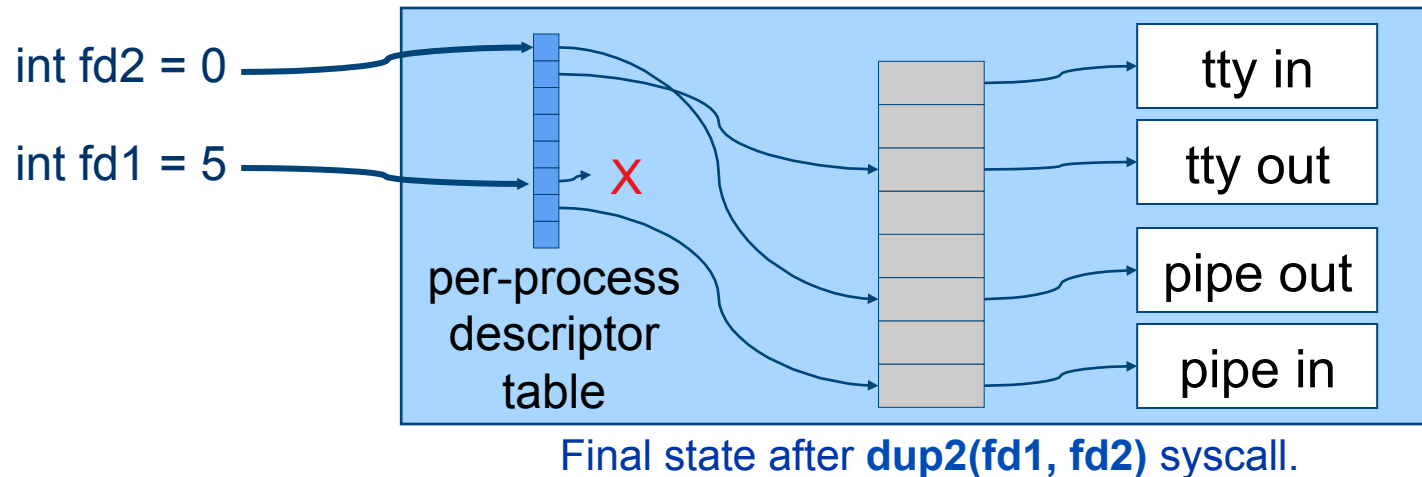 int fd2 = 0
int fd1 = 5
X
per-process
descriptor
table
tty in
tty out
pipe out
pipe in
Final state after dup2(fd1, fd2) syscall.